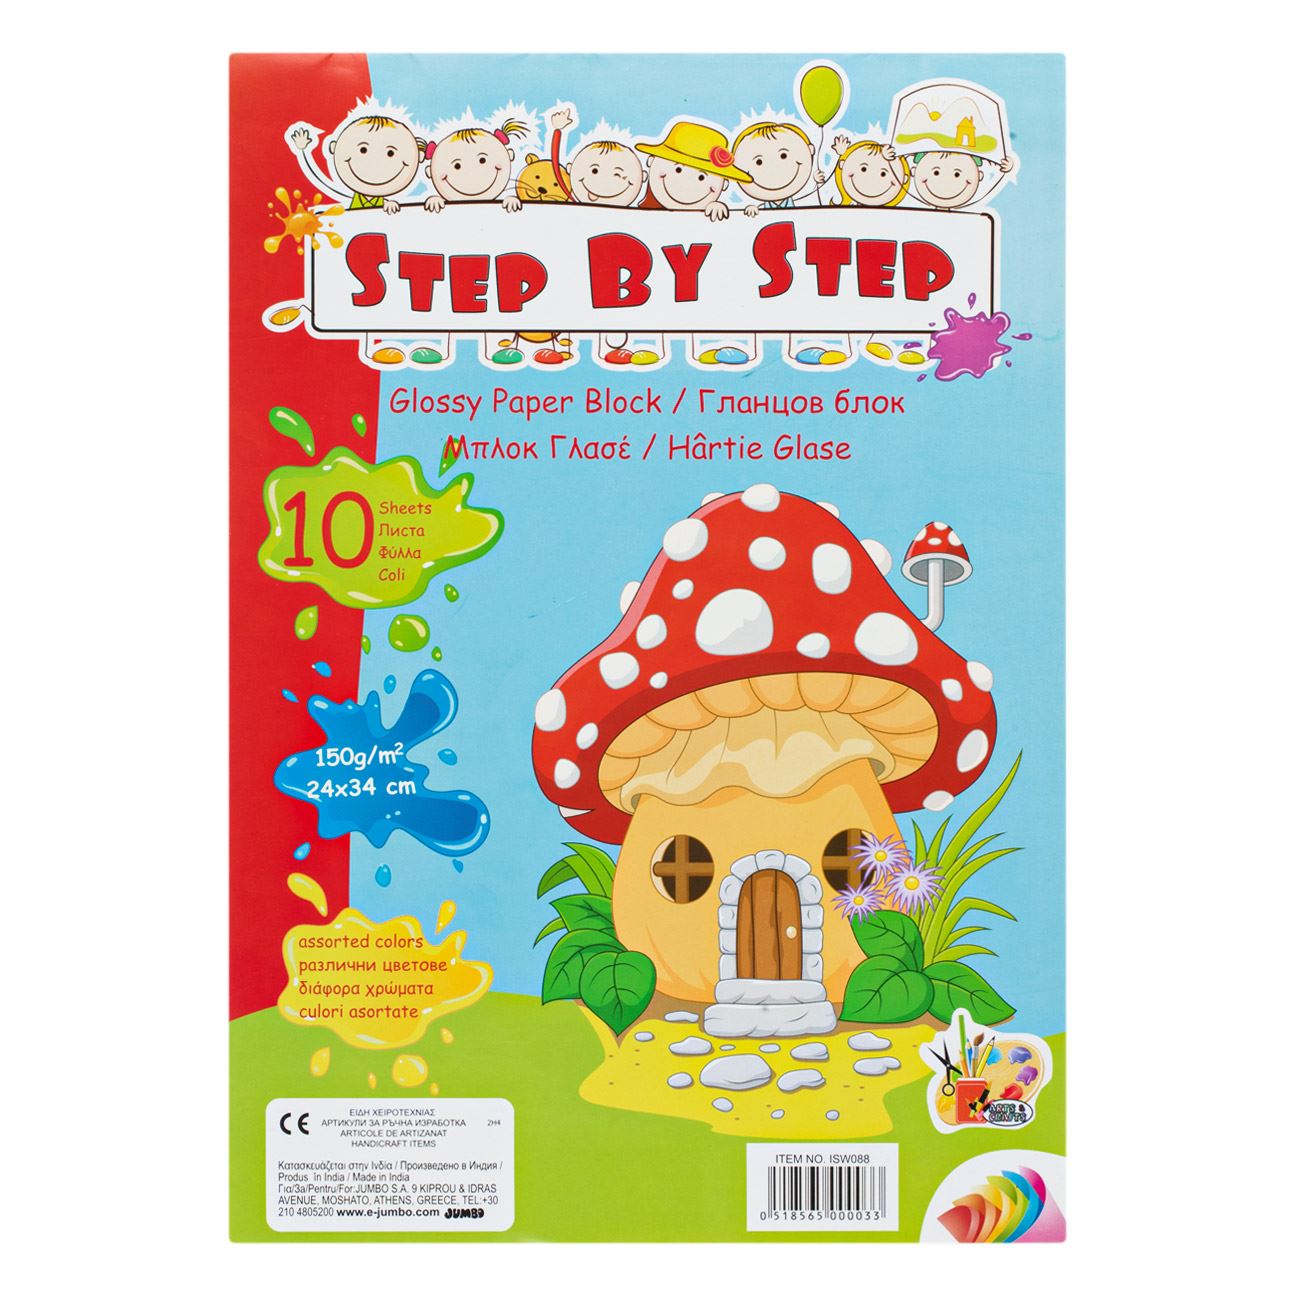 STEP BY STEP
Glossy Paper Block / Гланцов блок
Μπλοκ Γλασέ / Hârtie Glase
10
Sheets
Листа
Φύλλα
Coli
150g/m²
24x34 cm
assorted colors
различни цветове
διάφορα χρώματα
culori asortate
ARTS &
CRAFTS
CE
ΕΙΔΗ ΧΕΙΡΟΤΕΧΝΙΑΣ
АРТИКУЛИ ЗА РЪЧНА ИЗРАБОТКА 2H4
ARTICOLE DE ARTIZANAT
HANDICRAFT ITEMS
Κατασκευάζεται στην Ινδία / Произведено в Индия /
Produs în India / Made in India
Για/За/Pentru/For:JUMBO S.A. 9 KIPROU & IDRAS
AVENUE, MOSHATO, ATHENS, GREECE, TEL:+30
210 4805200 www.e-jumbo.com JUMBO
ITEM NO. ISW088
0 518565 000033